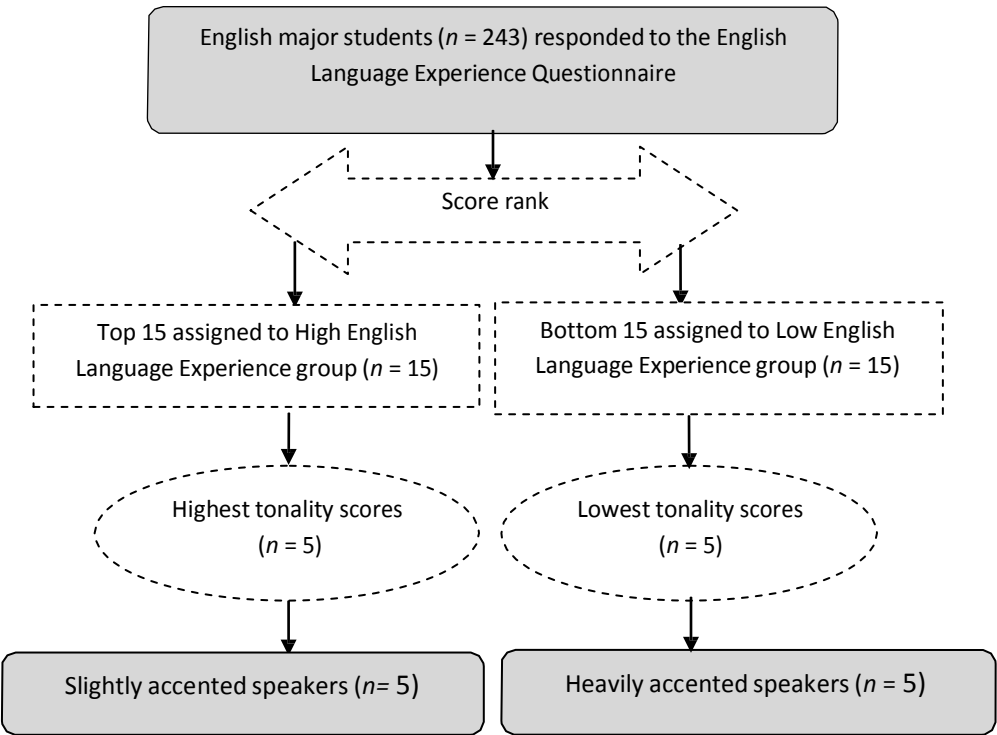 English major students (n = 243) responded to the English
Language Experience Questionnaire
Score rank
Top 15 assigned to High English
Language Experience group (n = 15)
Bottom 15 assigned to Low English
Language Experience group (n = 15)
Highest tonality scores
(n = 5)
Lowest tonality scores
(n = 5)
Slightly accented speakers (n= 5)
Heavily accented speakers (n = 5)